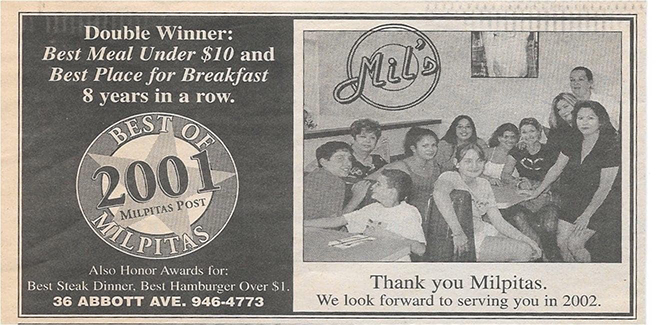 Double Winner:
Best Meal Under $10 and
Best Place for Breakfast
8 years in a row.
BEST OF
2001
MILPITAS POST
MILPITAS
Also Honor Awards for:
Best Steak Dinner, Best Hamburger Over $1.
36 ABBOTT AVE. 946-4773
Mil's
Thank you Milpitas.
We look forward to serving you in 2002.